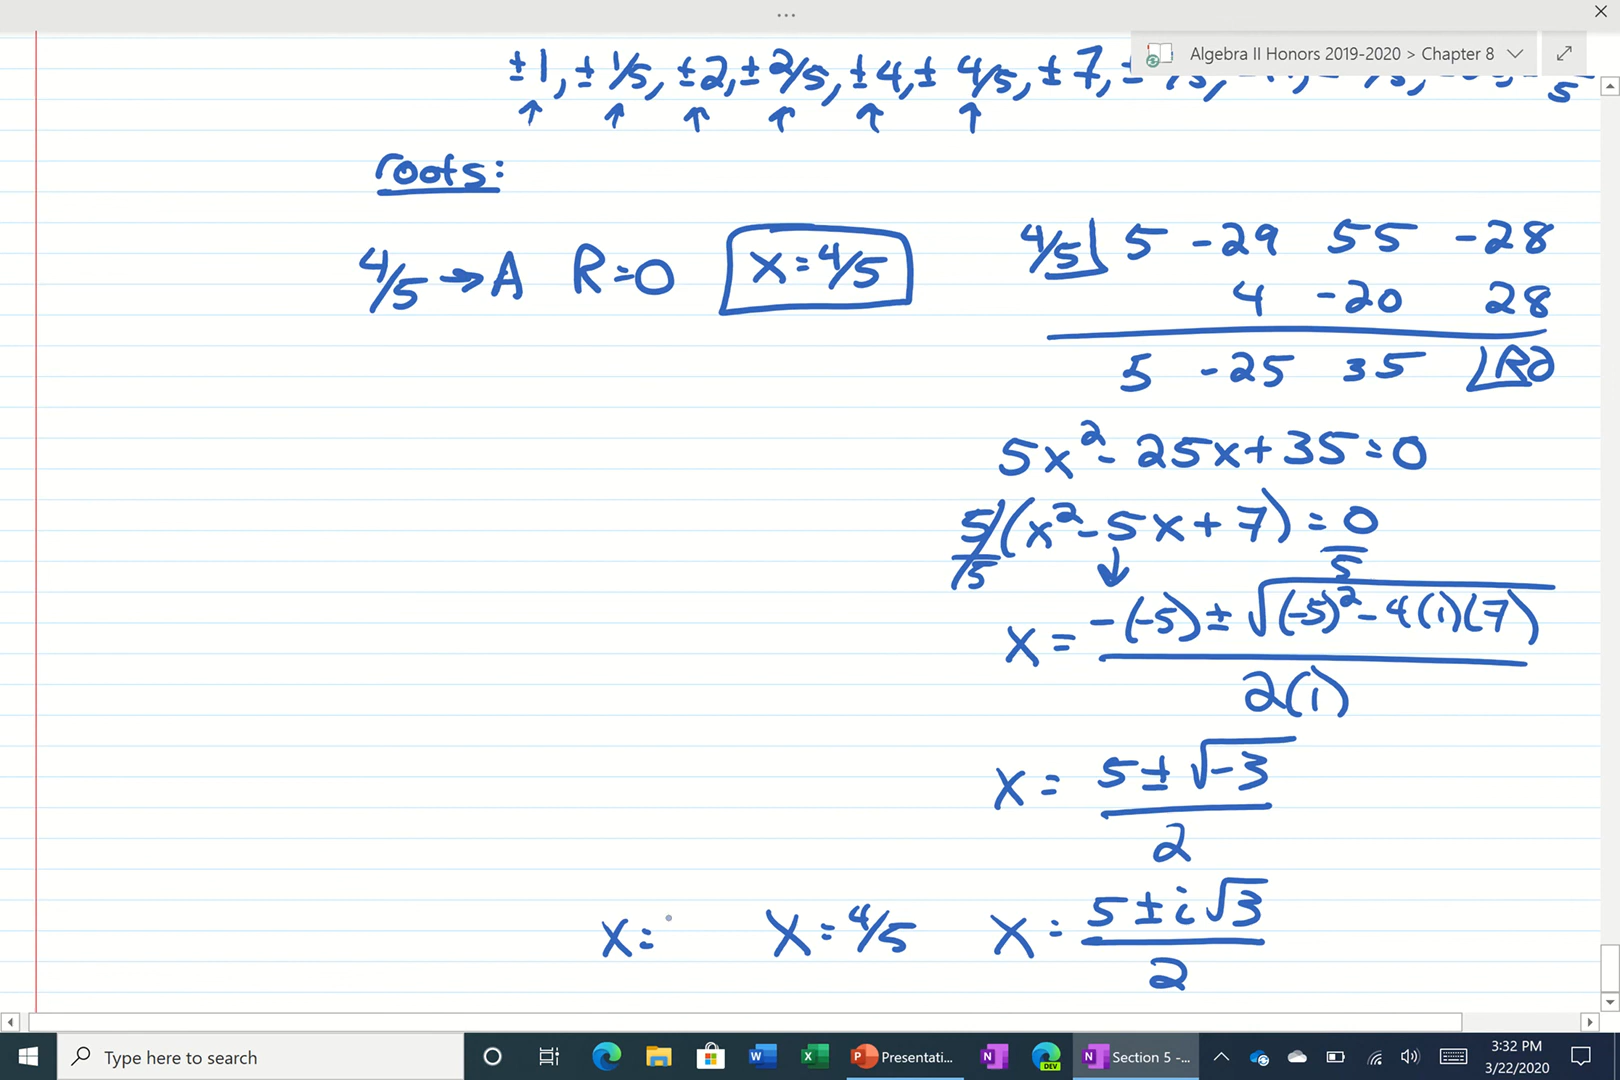 Algebra II Honors 2019-2020 > Chapter 8
±1, ± 1/5, ±2, ± 2/5, ± 4, ± 4/5, ± 7,
roots:
4/5 → A R=0 x=4/5
4/5 5 -29 55 -28
4 -20 28
5 -25 35 R0
5x² - 25x + 35 = 0
5(x² - 5x + 7) = 0
/5 5
x = -(-5) ± √(-5)² - 4(1)(7)
2(1)
x = 5 ± √-3
2
x = x = 4/5 x = 5 ± i√3
2
Type here to search
Presentati...
Section 5 -...
3:32 PM
3/22/2020